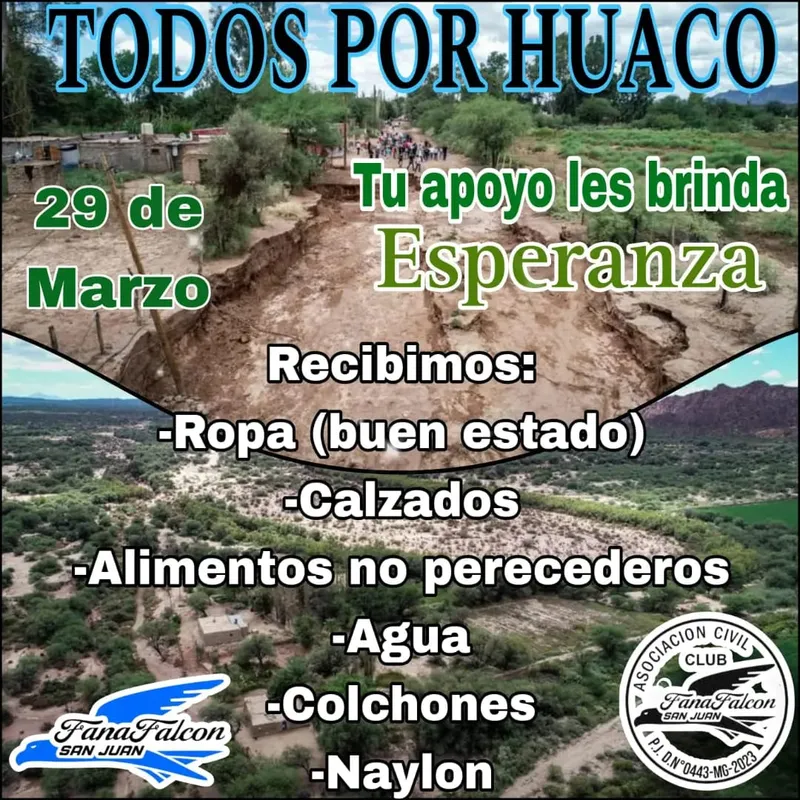 TODOS POR HUACO
29 de
Marzo
Tu apoyo les brinda
Esperanza
Recibimos:
-Ropa (buen estado)
-Calzados
-Alimentos no perecederos
-Agua
-Colchones
-Naylon
FanaFalcon
SAN JUAN
ASOCIACION CIVIL
CLUB
FanaFalcon
SAN JUAN
P.J. D.N°0443-MG-2023